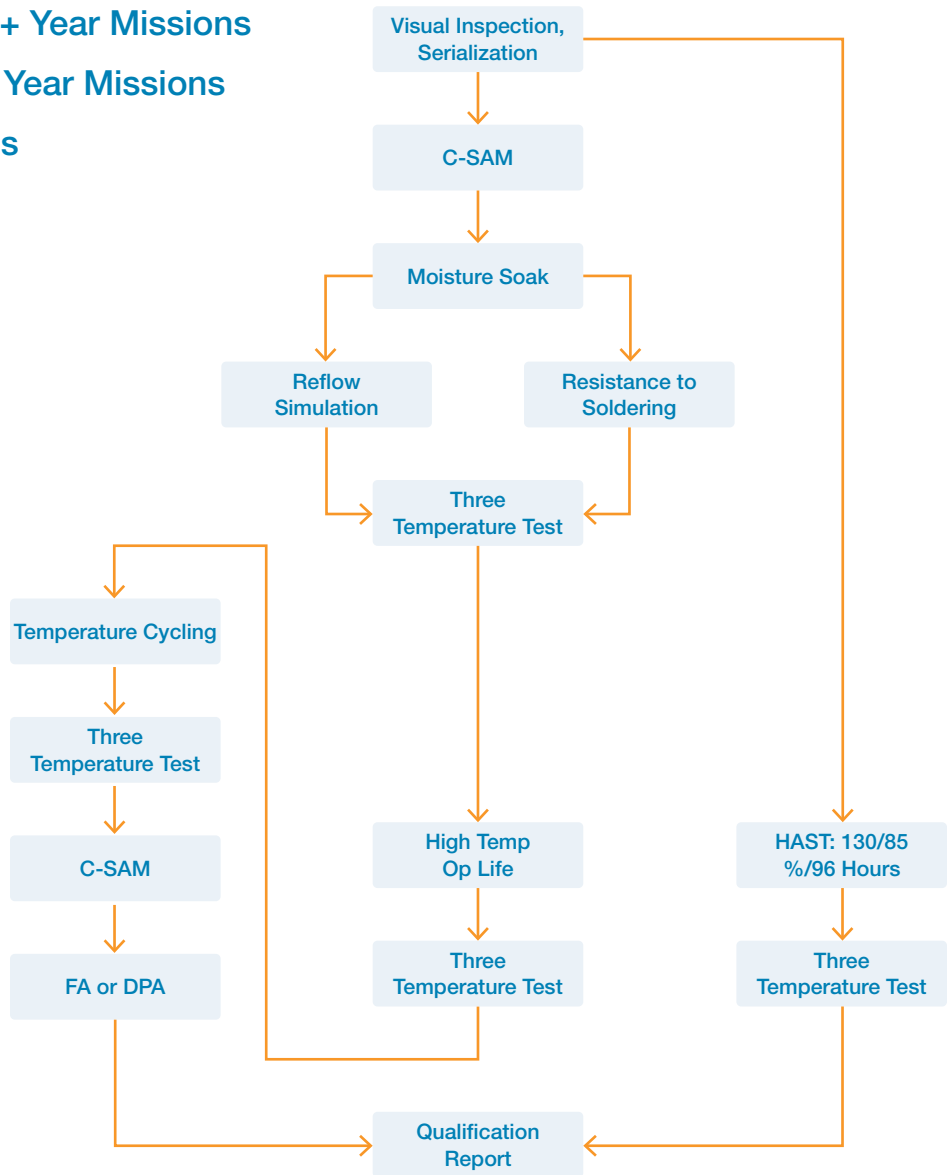 + Year Missions
Year Missions
s
Visual Inspection,
Serialization
C-SAM
Moisture Soak
Reflow
Simulation
Resistance to
Soldering
Three
Temperature Test
Temperature Cycling
Three
Temperature Test
C-SAM
FA or DPA
High Temp
Op Life
Three
Temperature Test
HAST: 130/85
%/96 Hours
Three
Temperature Test
Qualification
Report